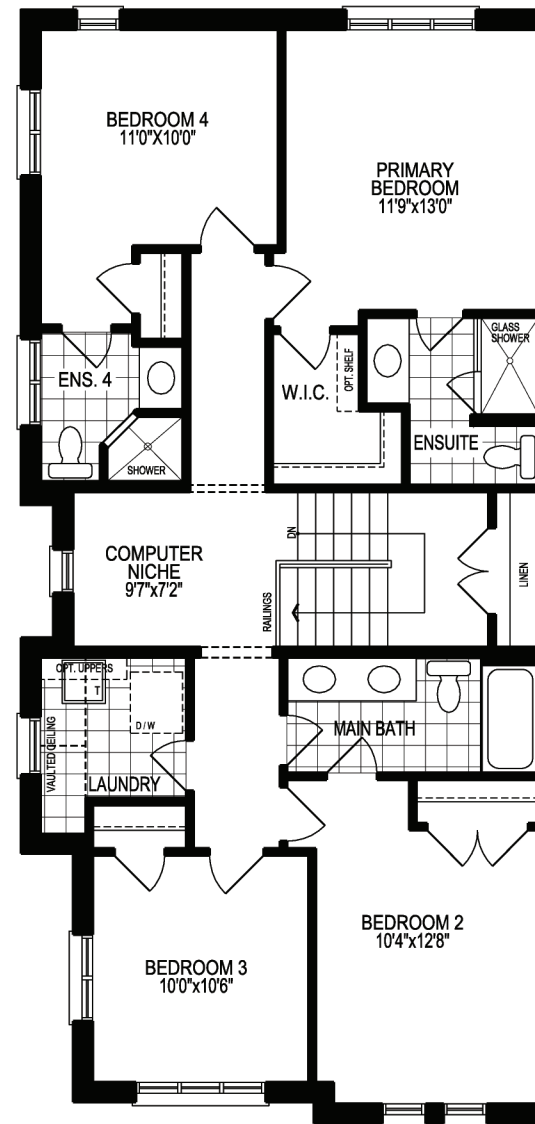 BEDROOM 4
11'0"X10'0"
PRIMARY
BEDROOM
11'9"x13'0"
GLASS
SHOWER
OPT. SHELF
ENS. 4
W.I.C.
ENSUITE
SHOWER
COMPUTER
NICHE
9'7"x7'2"
DN
LINEN
RAILINGS
OPT. UPPERS
T
D/W
VAULTED CEILING
MAIN BATH
LAUNDRY
BEDROOM 2
10'4"x12'8"
BEDROOM 3
10'0"x10'6"